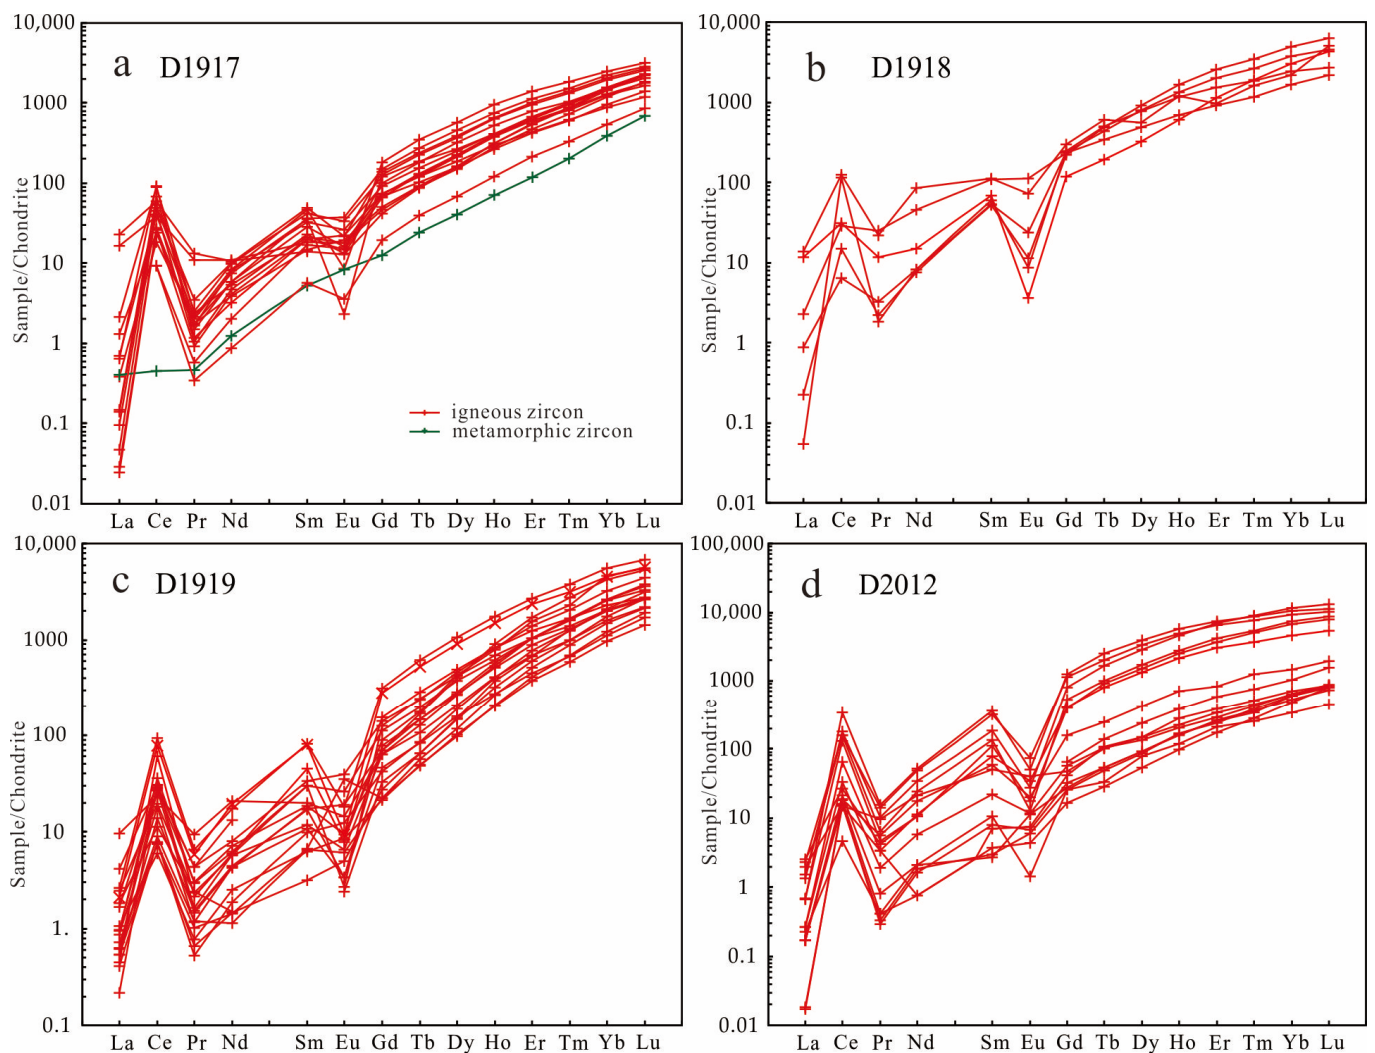 a D1917
10,000
1000
100
10
1
0.1
0.01
Sample/Chondrite
igneous zircon
metamorphic zircon
La Ce Pr Nd Sm Eu Gd Tb Dy Ho Er Tm Yb Lu
b D1918
10,000
1000
100
10
1
0.1
0.01
Sample/Chondrite
La Ce Pr Nd Sm Eu Gd Tb Dy Ho Er Tm Yb Lu
c D1919
10,000
1000
100
10
1.
0.1
Sample/Chondrite
La Ce Pr Nd Sm Eu Gd Tb Dy Ho Er Tm Yb Lu
d D2012
100,000
10,000
1000
100
10
1
0.1
0.01
Sample/Chondrite
La Ce Pr Nd Sm Eu Gd Tb Dy Ho Er Tm Yb Lu